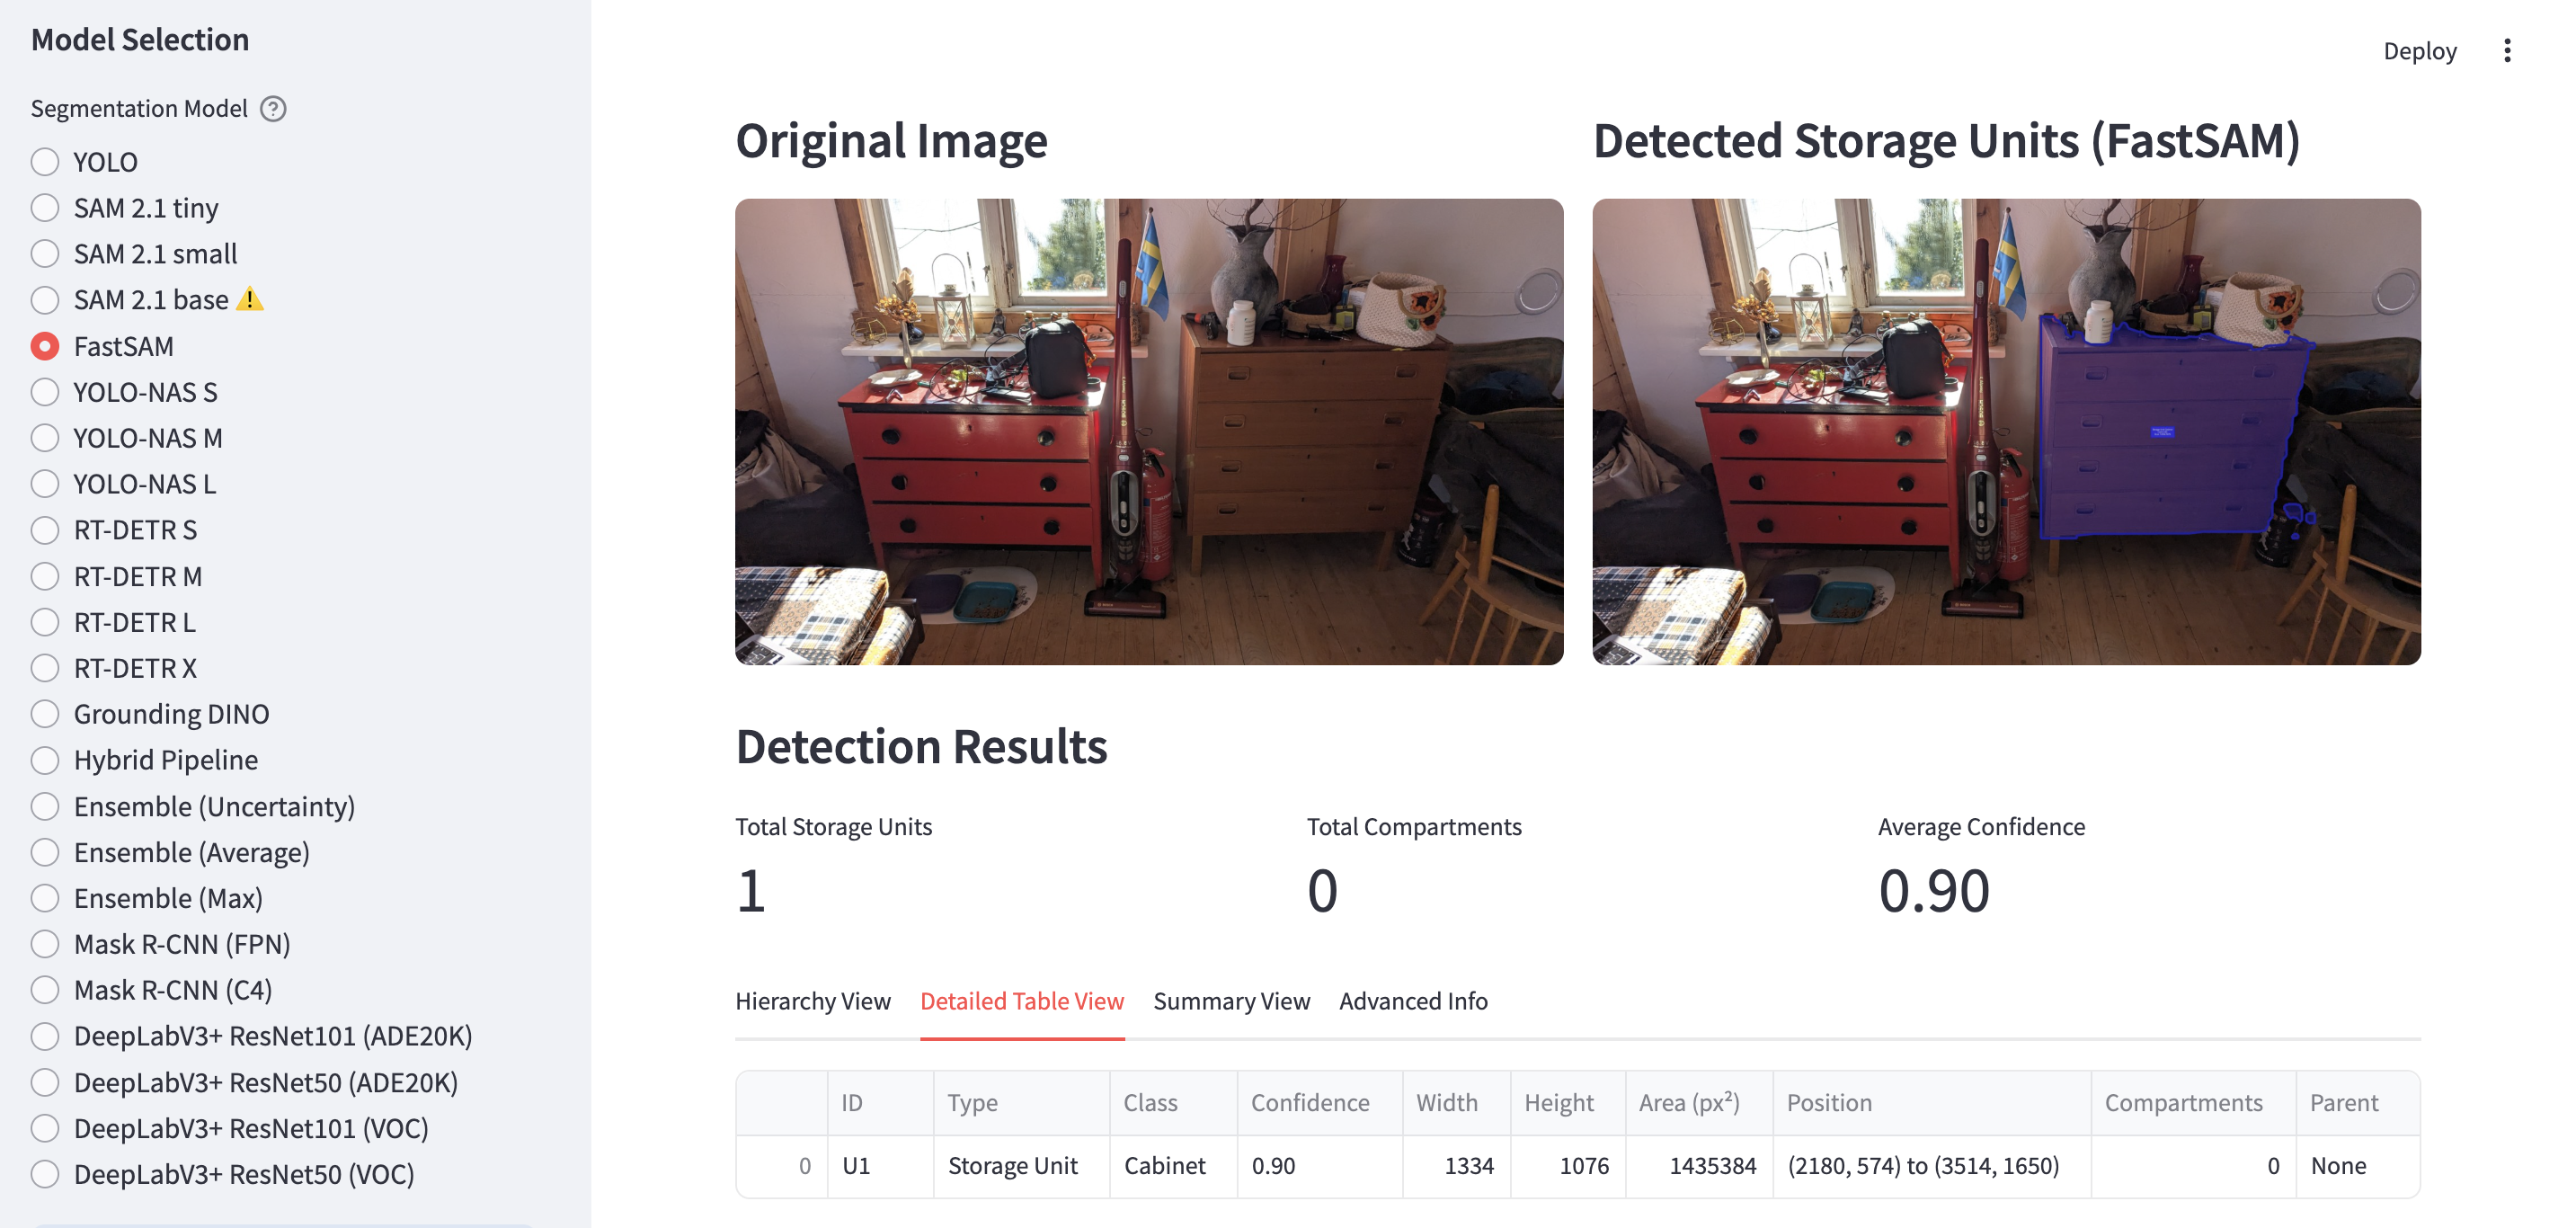 Model Selection
Segmentation Model
YOLO
SAM 2.1 tiny
SAM 2.1 small
SAM 2.1 base ⚠️
FastSAM
YOLO-NAS S
YOLO-NAS M
YOLO-NAS L
RT-DETR S
RT-DETR M
RT-DETR L
RT-DETR X
Grounding DINO
Hybrid Pipeline
Ensemble (Uncertainty)
Ensemble (Average)
Ensemble (Max)
Mask R-CNN (FPN)
Mask R-CNN (C4)
DeepLabV3+ ResNet101 (ADE20K)
DeepLabV3+ ResNet50 (ADE20K)
DeepLabV3+ ResNet101 (VOC)
DeepLabV3+ ResNet50 (VOC)
Deploy
Original Image Detected Storage Units (FastSAM)
Detection Results
Total Storage Units Total Compartments Average Confidence
1 0 0.90
Hierarchy View Detailed Table View Summary View Advanced Info
ID Type Class Confidence Width Height Area (px²) Position Compartments Parent
0 U1 Storage Unit Cabinet 0.90 1334 1076 1435384 (2180, 574) to (3514, 1650) 0 None